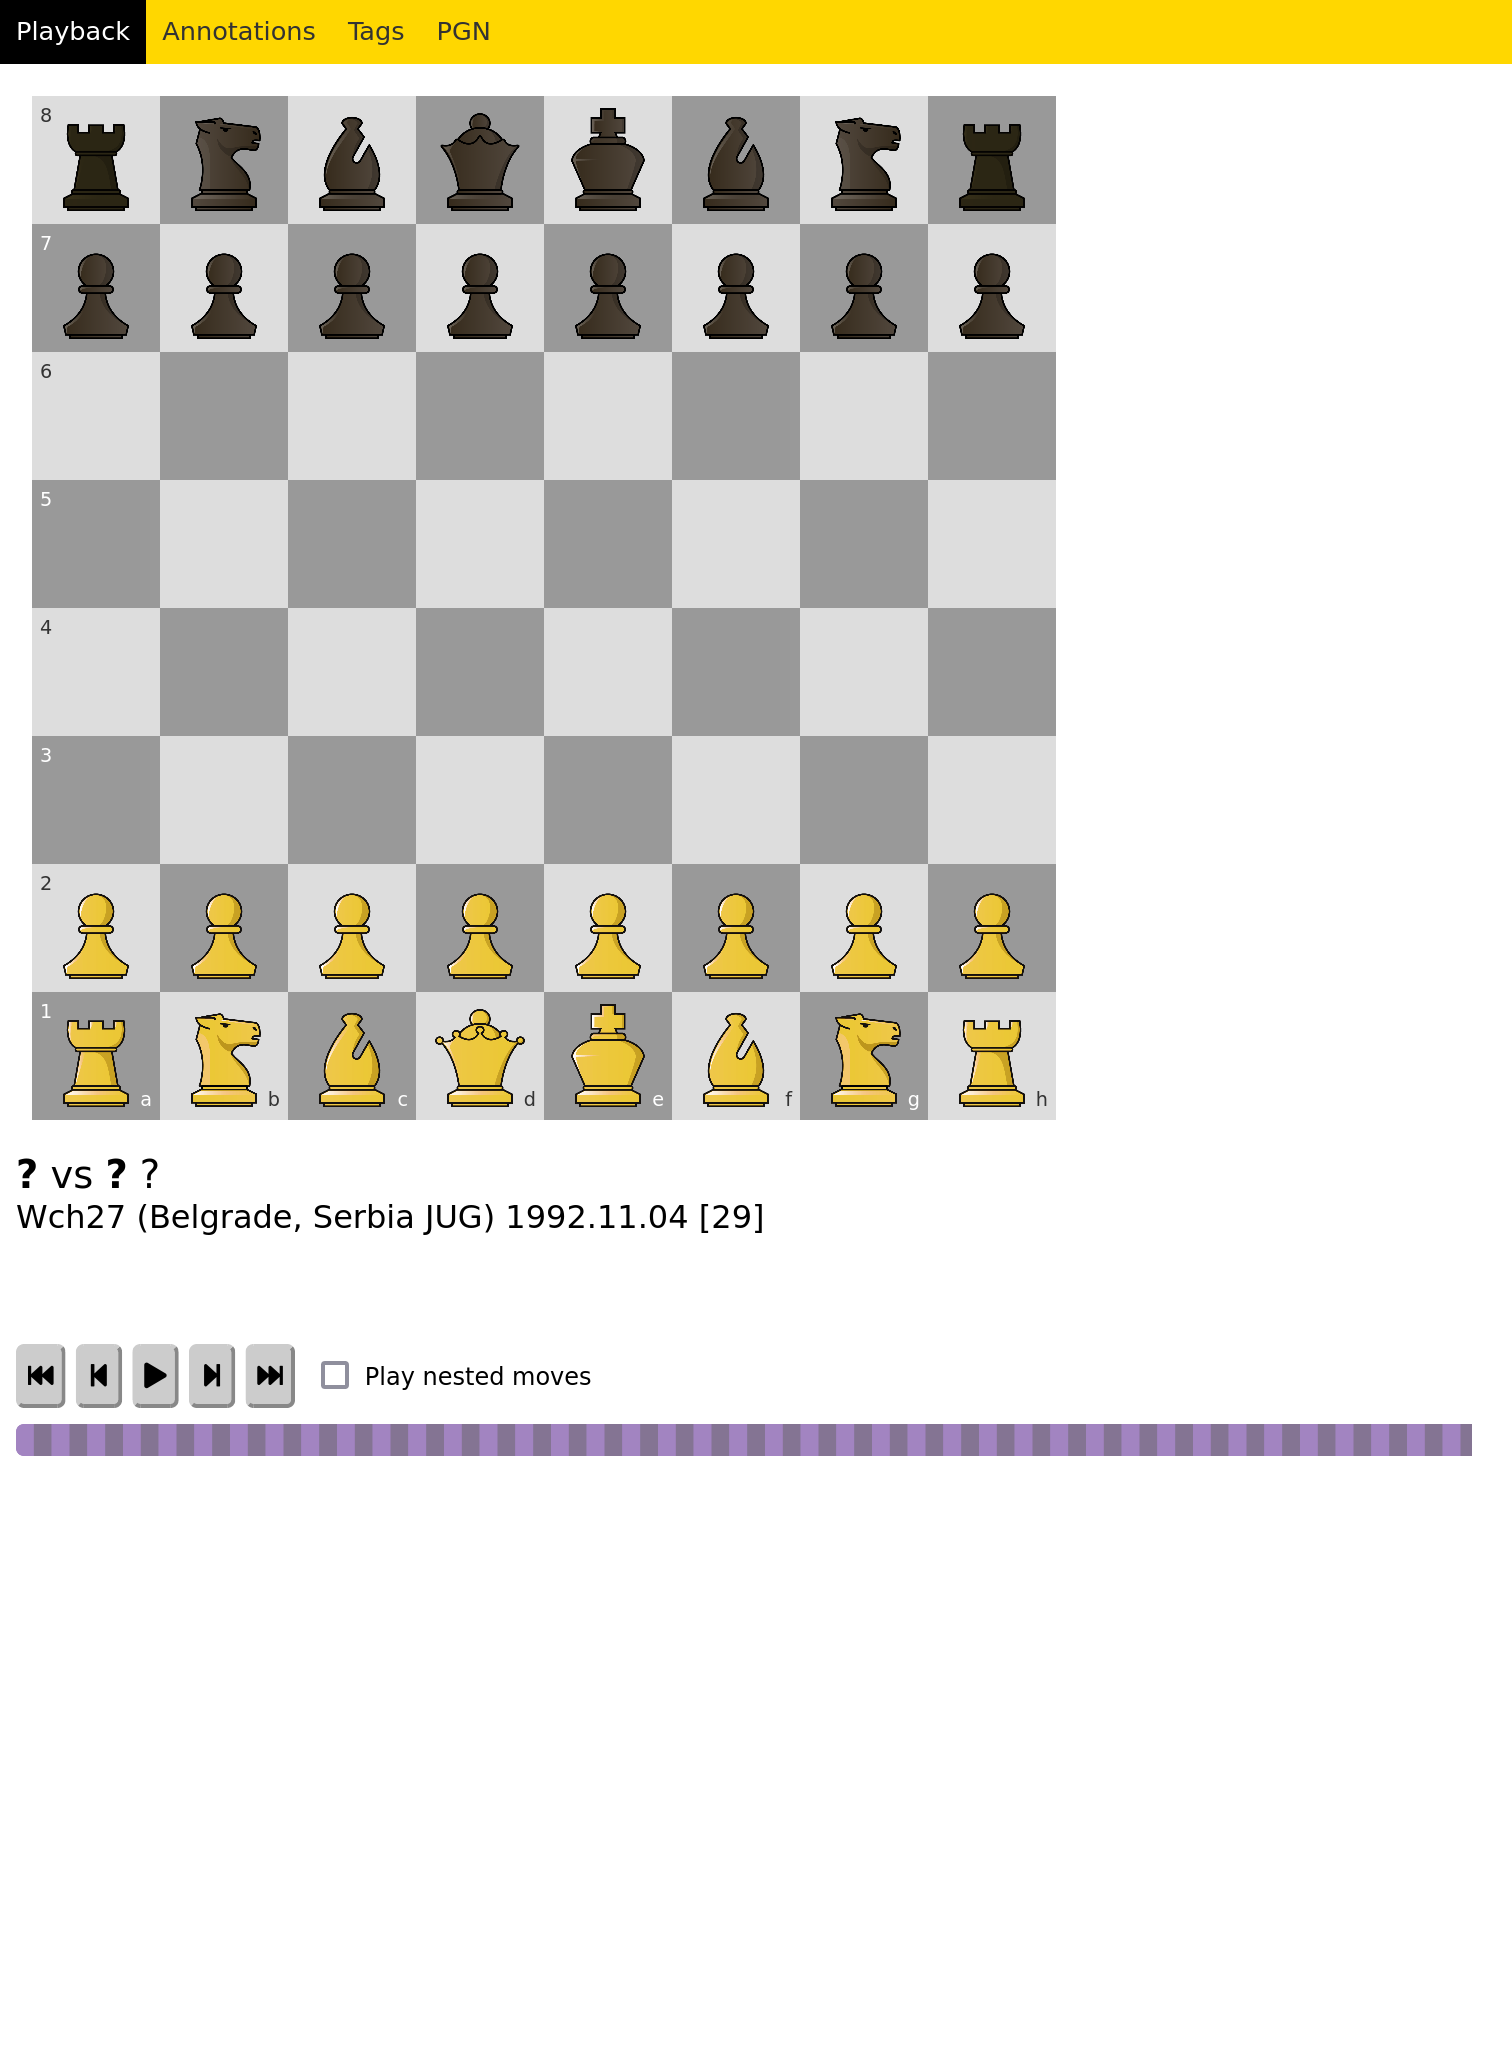 Playback Annotations Tags PGN
8
7
6
5
4
3
2
1
a b c d e f g h
? vs ? ?
Wch27 (Belgrade, Serbia JUG) 1992.11.04 [29]
Play nested moves